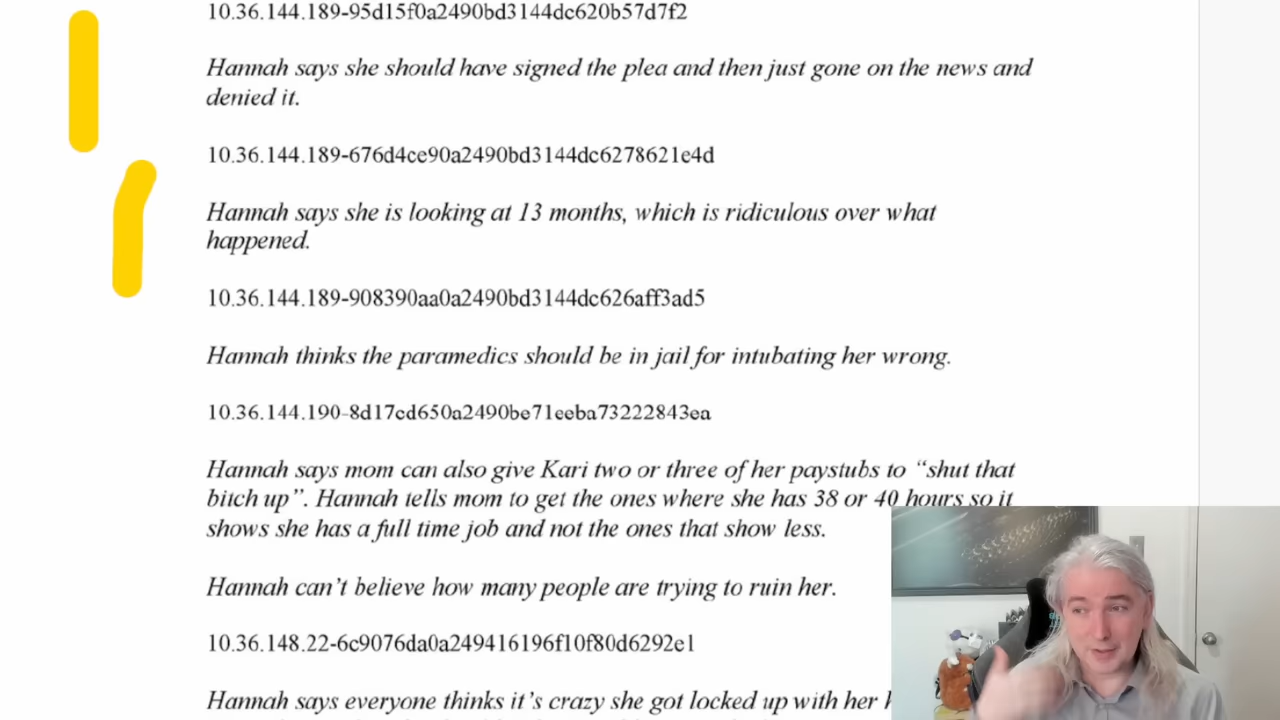 10.36.144.189-95d15f0a2490bd3144dc620b57d7f2
Hannah says she should have signed the plea and then just gone on the news and
denied it.
10.36.144.189-676d4ce90a2490bd3144dc6278621e4d
Hannah says she is looking at 13 months, which is ridiculous over what
happened.
10.36.144.189-908390aa0a2490bd3144dc626aff3ad5
Hannah thinks the paramedics should be in jail for intubating her wrong.
10.36.144.190-8d17cd650a2490be71eeba73222843ea
Hannah says mom can also give Kari two or three of her paystubs to “shut that
bitch up”. Hannah tells mom to get the ones where she has 38 or 40 hours so it
shows she has a full time job and not the ones that show less.
Hannah can’t believe how many people are trying to ruin her.
10.36.148.22-6c9076da0a249416196f10f80d6292e1
Hannah says everyone thinks it’s crazy she got locked up with her